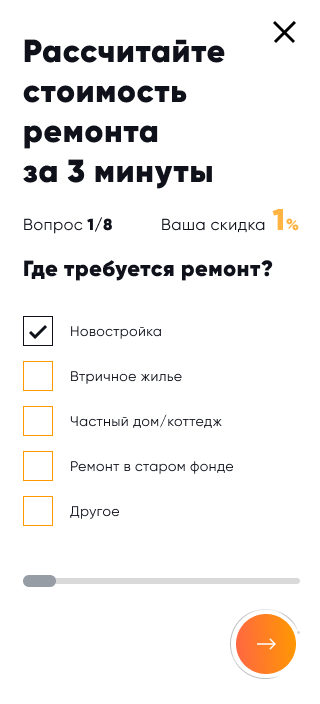 Рассчитайте
стоимость
ремонта
за 3 минуты
Вопрос 1/8 Ваша скидка 1%
Где требуется ремонт?
Новостройка
Втричное жилье
Частный дом/коттедж
Ремонт в старом фонде
Другое